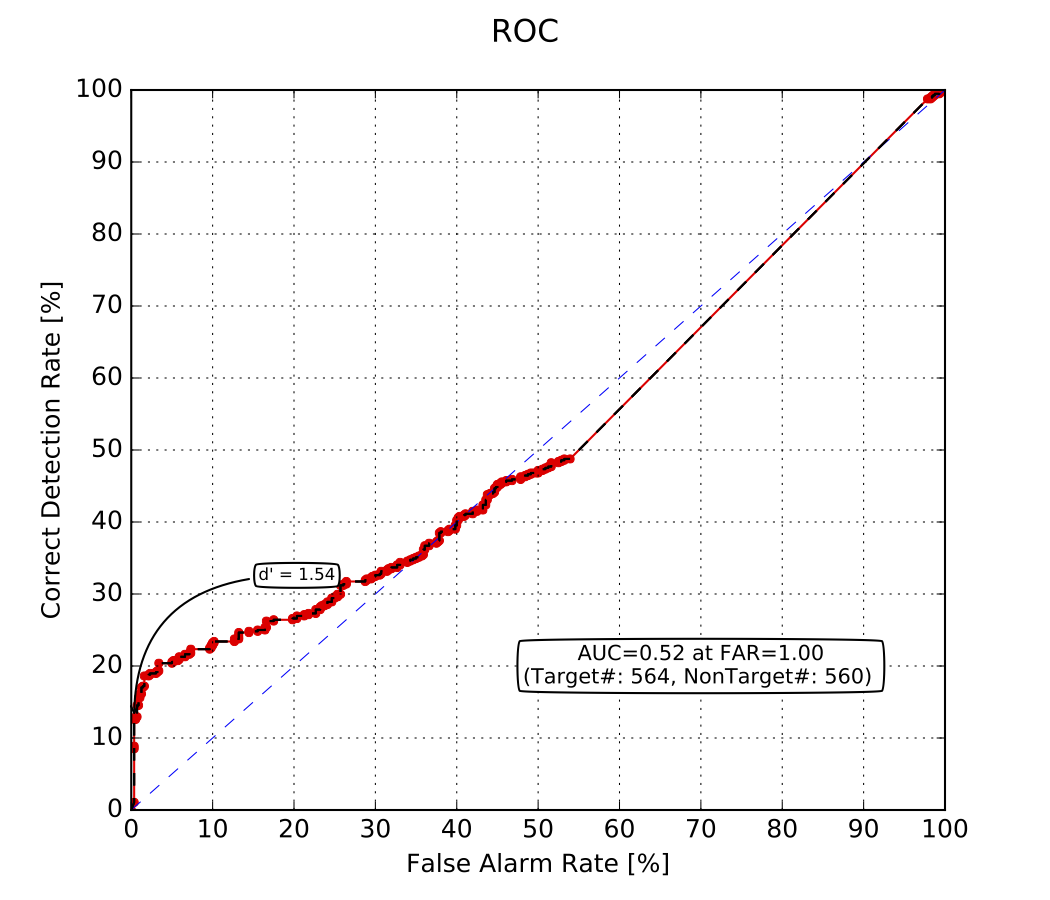 ROC
Correct Detection Rate [%]
100
90
80
70
60
50
40
30
20
10
0
d' = 1.54
AUC=0.52 at FAR=1.00
(Target#: 564, NonTarget#: 560)
0 10 20 30 40 50 60 70 80 90 100
False Alarm Rate [%]